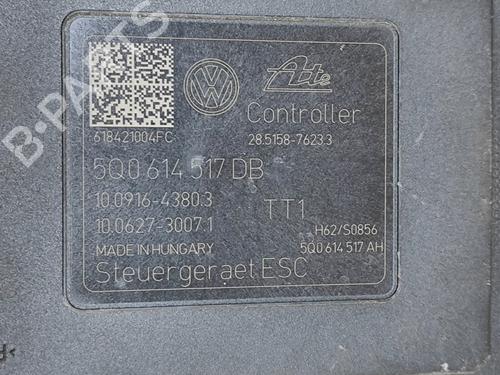 VW Ate
Controller
618421004FC 28.5158-7623.3
5Q0 614 517 DB
10.0916-4380.3 TT1
10.0627-3007.1 H62/S0856
MADE IN HUNGARY 5Q0 614 517 AH
Steuergeraet ESC
B-PARTS